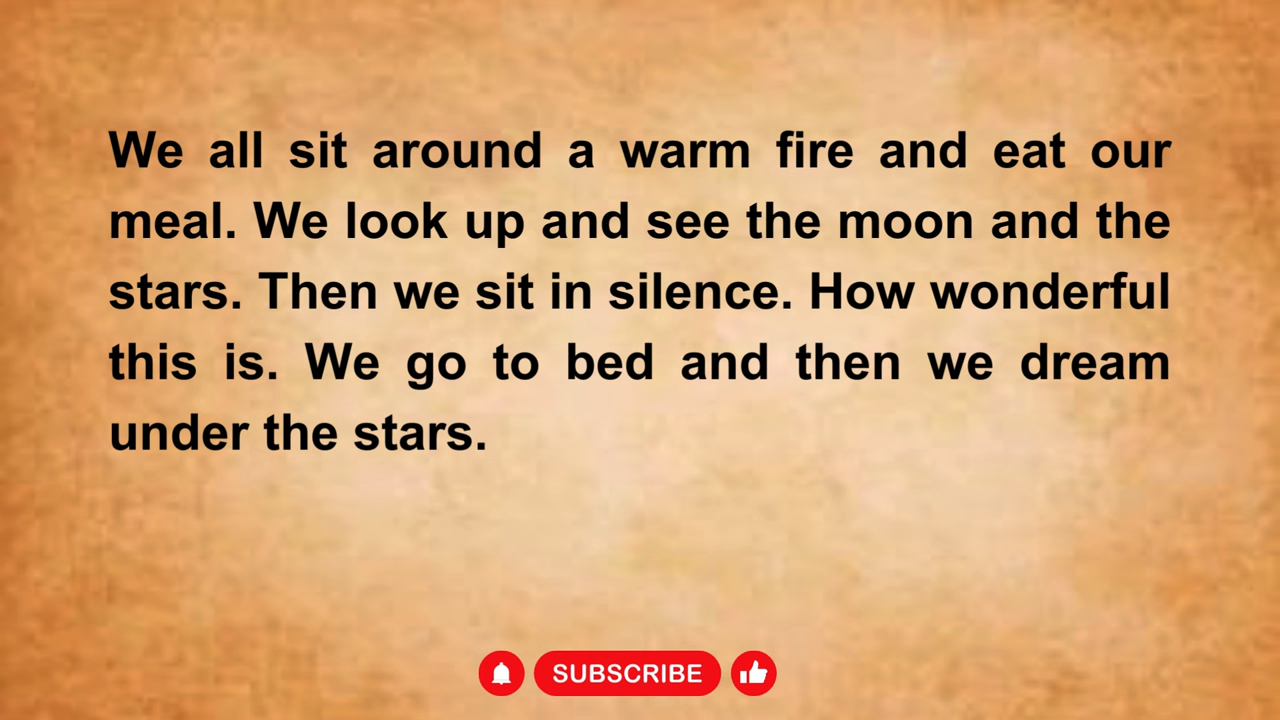 We all sit around a warm fire and eat our
meal. We look up and see the moon and the
stars. Then we sit in silence. How wonderful
this is. We go to bed and then we dream
under the stars.
SUBSCRIBE